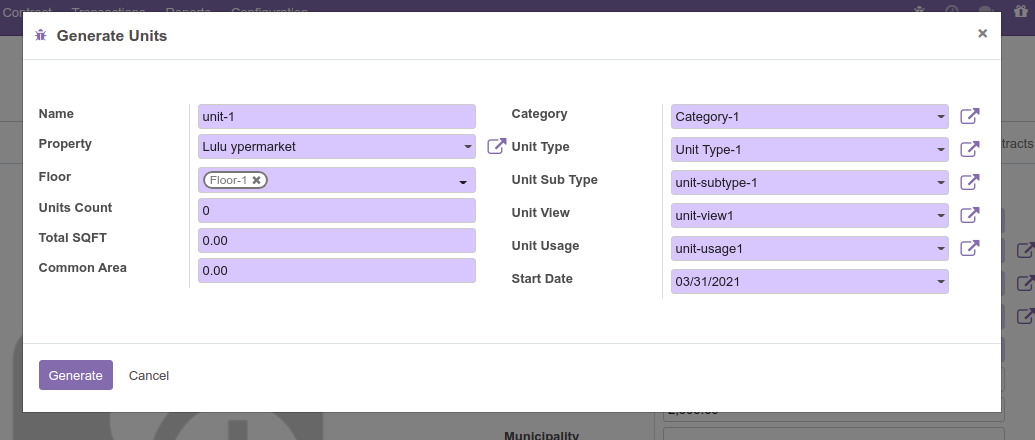 Contract Transactions Reports Configuration
Generate Units
×
Name
unit-1
Property
Lulu ypermarket
Floor
Floor-1 ×
Units Count
0
Total SQFT
0.00
Common Area
0.00
Category
Category-1
Unit Type
Unit Type-1
Unit Sub Type
unit-subtype-1
Unit View
unit-view1
Unit Usage
unit-usage1
Start Date
03/31/2021
tracts
Generate
Cancel
Municipality